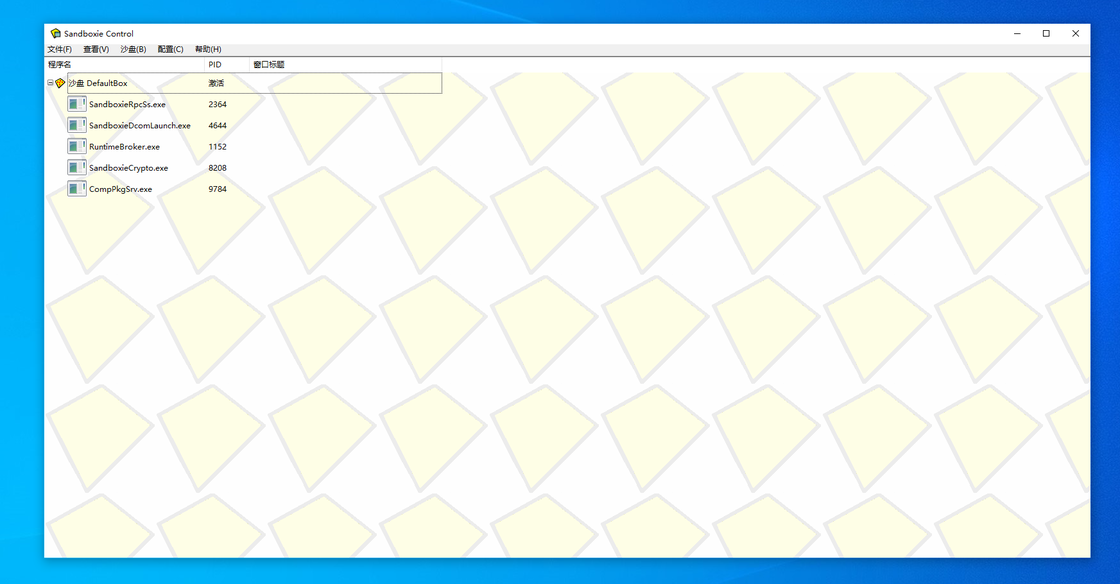 Sandboxie Control
文件(F) 查看(V) 沙盘(B) 配置(C) 帮助(H)
程序名 PID 窗口标题
沙盘 DefaultBox 激活
SandboxieRpcSs.exe 2364
SandboxieDcomLaunch.exe 4644
RuntimeBroker.exe 1152
SandboxieCrypto.exe 8208
CompPkgSrv.exe 9784